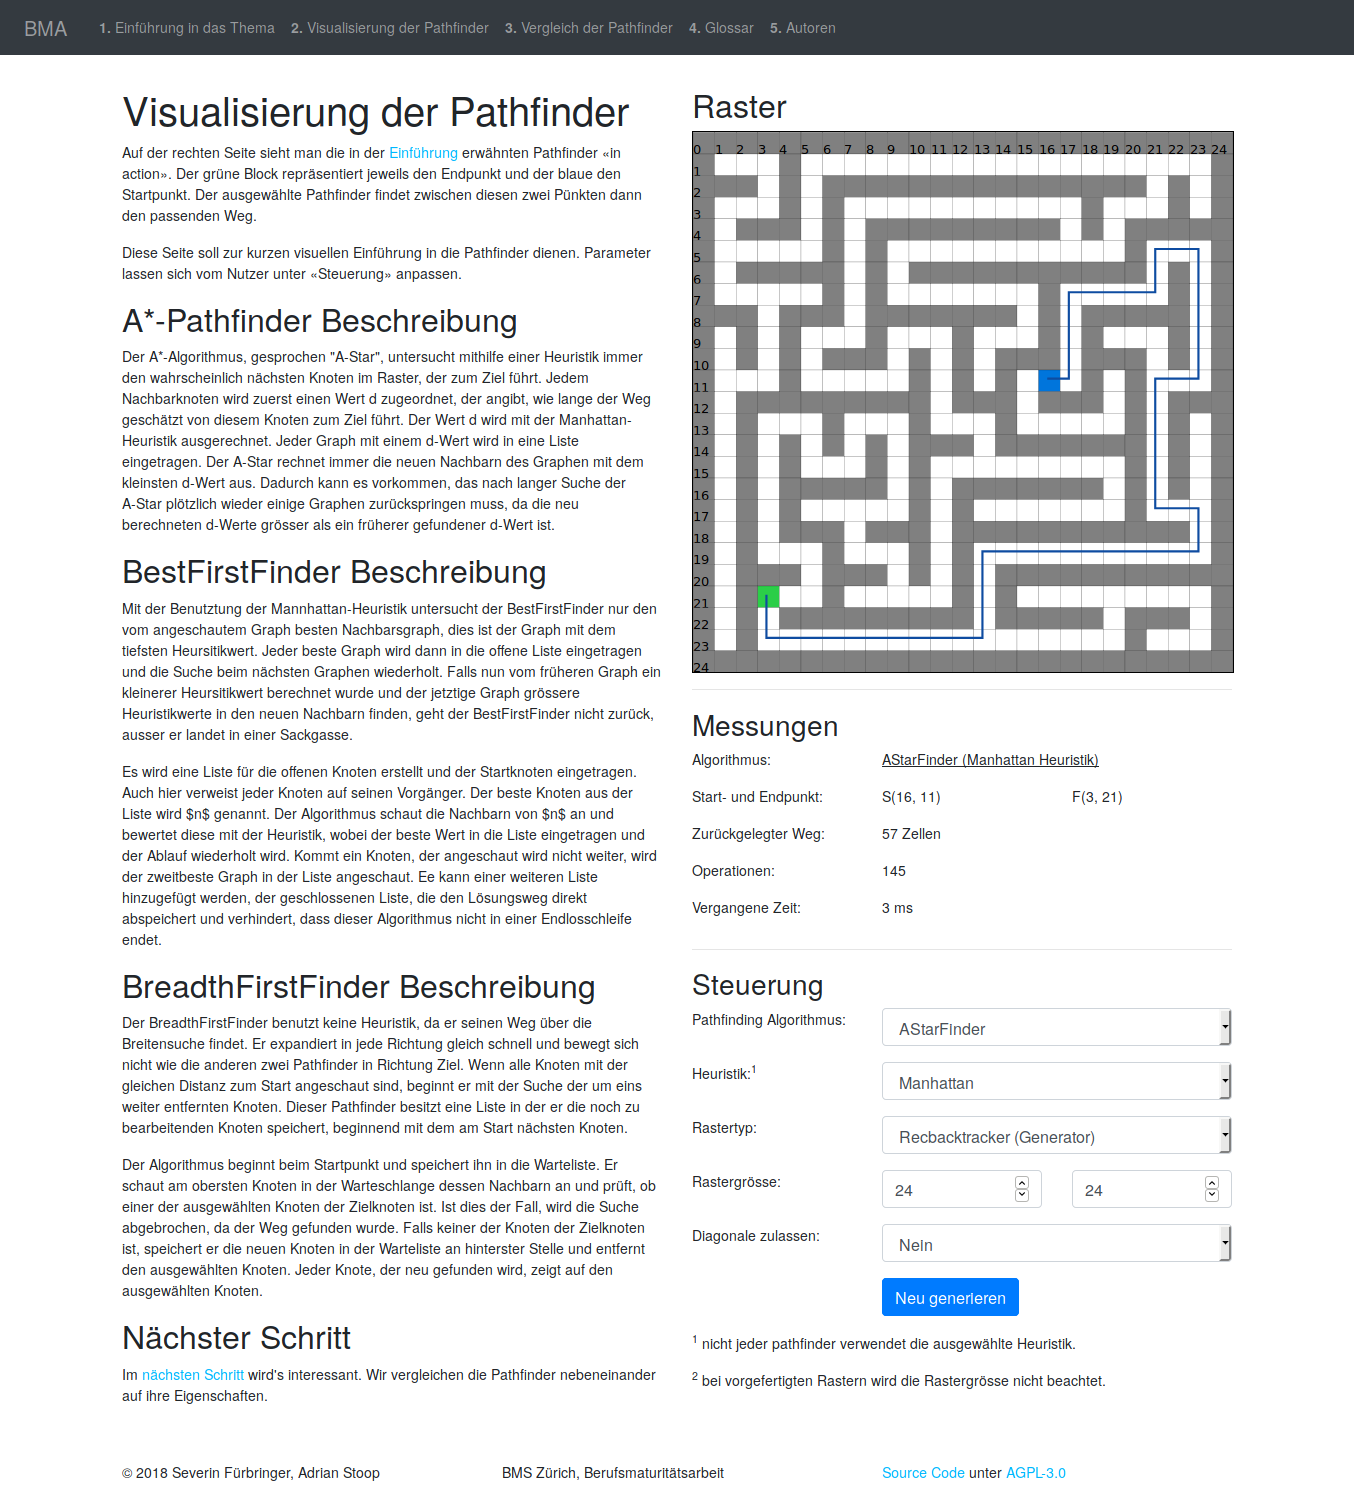 BMA 1. Einführung in das Thema 2. Visualisierung der Pathfinder 3. Vergleich der Pathfinder 4. Glossar 5. Autoren
Visualisierung der Pathfinder
Auf der rechten Seite sieht man die in der Einführung erwähnten Pathfinder «in
action». Der grüne Block repräsentiert jeweils den Endpunkt und der blaue den
Startpunkt. Der ausgewählte Pathfinder findet zwischen diesen zwei Pünkten dann
den passenden Weg.
Diese Seite soll zur kurzen visuellen Einführung in die Pathfinder dienen. Parameter
lassen sich vom Nutzer unter «Steuerung» anpassen.
A*-Pathfinder Beschreibung
Der A*-Algorithmus, gesprochen "A-Star", untersucht mithilfe einer Heuristik immer
den wahrscheinlich nächsten Knoten im Raster, der zum Ziel führt. Jedem
Nachbarknoten wird zuerst einen Wert d zugeordnet, der angibt, wie lange der Weg
geschätzt von diesem Knoten zum Ziel führt. Der Wert d wird mit der Manhattan-
Heuristik ausgerechnet. Jeder Graph mit einem d-Wert wird in eine Liste
eingetragen. Der A-Star rechnet immer die neuen Nachbarn des Graphen mit dem
kleinsten d-Wert aus. Dadurch kann es vorkommen, das nach langer Suche der
A-Star plötzlich wieder einige Graphen zurückspringen muss, da die neu
berechneten d-Werte grösser als ein früherer gefundener d-Wert ist.
BestFirstFinder Beschreibung
Mit der Benutztung der Mannhattan-Heuristik untersucht der BestFirstFinder nur den
vom angeschautem Graph besten Nachbarsgraph, dies ist der Graph mit dem
tiefsten Heursitikwert. Jeder beste Graph wird dann in die offene Liste eingetragen
und die Suche beim nächsten Graphen wiederholt. Falls nun vom früheren Graph ein
kleinerer Heursitikwert berechnet wurde und der jetztige Graph grössere
Heuristikwerte in den neuen Nachbarn finden, geht der BestFirstFinder nicht zurück,
ausser er landet in einer Sackgasse.
Es wird eine Liste für die offenen Knoten erstellt und der Startknoten eingetragen.
Auch hier verweist jeder Knoten auf seinen Vorgänger. Der beste Knoten aus der
Liste wird $n$ genannt. Der Algorithmus schaut die Nachbarn von $n$ an und
bewertet diese mit der Heuristik, wobei der beste Wert in die Liste eingetragen und
der Ablauf wiederholt wird. Kommt ein Knoten, der angeschaut wird nicht weiter, wird
der zweitbeste Graph in der Liste angeschaut. Ee kann einer weiteren Liste
hinzugefügt werden, der geschlossenen Liste, die den Lösungsweg direkt
abspeichert und verhindert, dass dieser Algorithmus nicht in einer Endlosschleife
endet.
BreadthFirstFinder Beschreibung
Der BreadthFirstFinder benutzt keine Heuristik, da er seinen Weg über die
Breitensuche findet. Er expandiert in jede Richtung gleich schnell und bewegt sich
nicht wie die anderen zwei Pathfinder in Richtung Ziel. Wenn alle Knoten mit der
gleichen Distanz zum Start angeschaut sind, beginnt er mit der Suche der um eins
weiter entfernten Knoten. Dieser Pathfinder besitzt eine Liste in der er die noch zu
bearbeitenden Knoten speichert, beginnend mit dem am Start nächsten Knoten.
Der Algorithmus beginnt beim Startpunkt und speichert ihn in die Warteliste. Er
schaut am obersten Knoten in der Warteschlange dessen Nachbarn an und prüft, ob
einer der ausgewählten Knoten der Zielknoten ist. Ist dies der Fall, wird die Suche
abgebrochen, da der Weg gefunden wurde. Falls keiner der Knoten der Zielknoten
ist, speichert er die neuen Knoten in der Warteliste an hinterster Stelle und entfernt
den ausgewählten Knoten. Jeder Knote, der neu gefunden wird, zeigt auf den
ausgewählten Knoten.
Nächster Schritt
Im nächsten Schritt wird's interessant. Wir vergleichen die Pathfinder nebeneinander
auf ihre Eigenschaften.
Raster
0 1 2 3 4 5 6 7 8 9 10 11 12 13 14 15 16 17 18 19 20 21 22 23 24
1
2
3
4
5
6
7
8
9
10
11
12
13
14
15
16
17
18
19
20
21
22
23
24
Messungen
Algorithmus: AStarFinder (Manhattan Heuristik)
Start- und Endpunkt: S(16, 11) F(3, 21)
Zurückgelegter Weg: 57 Zellen
Operationen: 145
Vergangene Zeit: 3 ms
Steuerung
Pathfinding Algorithmus: AStarFinder
Heuristik:1 Manhattan
Rastertyp: Recbacktracker (Generator)
Rastergrösse: 24 24
Diagonale zulassen: Nein
Neu generieren
1 nicht jeder pathfinder verwendet die ausgewählte Heuristik.
2 bei vorgefertigten Rastern wird die Rastergrösse nicht beachtet.
© 2018 Severin Fürbringer, Adrian Stoop BMS Zürich, Berufsmaturitätsarbeit Source Code unter AGPL-3.0